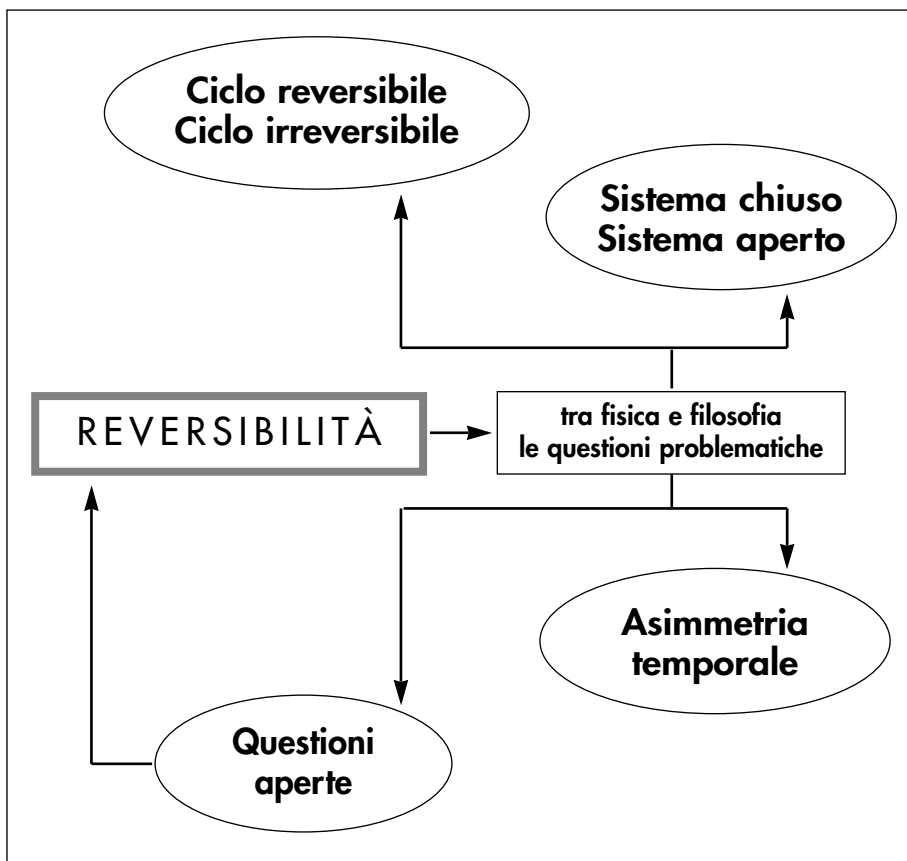 Ciclo reversibile
Ciclo irreversibile
Sistema chiuso
Sistema aperto
REVERSIBILITÀ
tra fisica e filosofia
le questioni problematiche
Asimmetria
temporale
Questioni
aperte